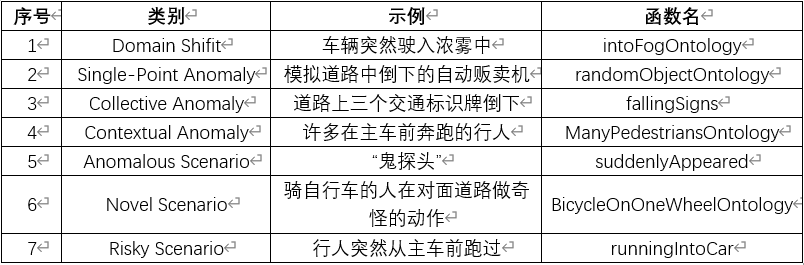 序号 类别 示例 函数名
1 Domain Shifit 车辆突然驶入浓雾中 intoFogOntology
2 Single-Point Anomaly 模拟道路中倒下的自动贩卖机 randomObjectOntology
3 Collective Anomaly 道路上三个交通标识牌倒下 fallingSigns
4 Contextual Anomaly 许多在主车前奔跑的行人 ManyPedestriansOntology
5 Anomalous Scenario “鬼探头” suddenlyAppeared
6 Novel Scenario 骑自行车的人在对面道路做奇
怪的动作 BicycleOnOneWheelOntology
7 Risky Scenario 行人突然从主车前跑过 runningIntoCar